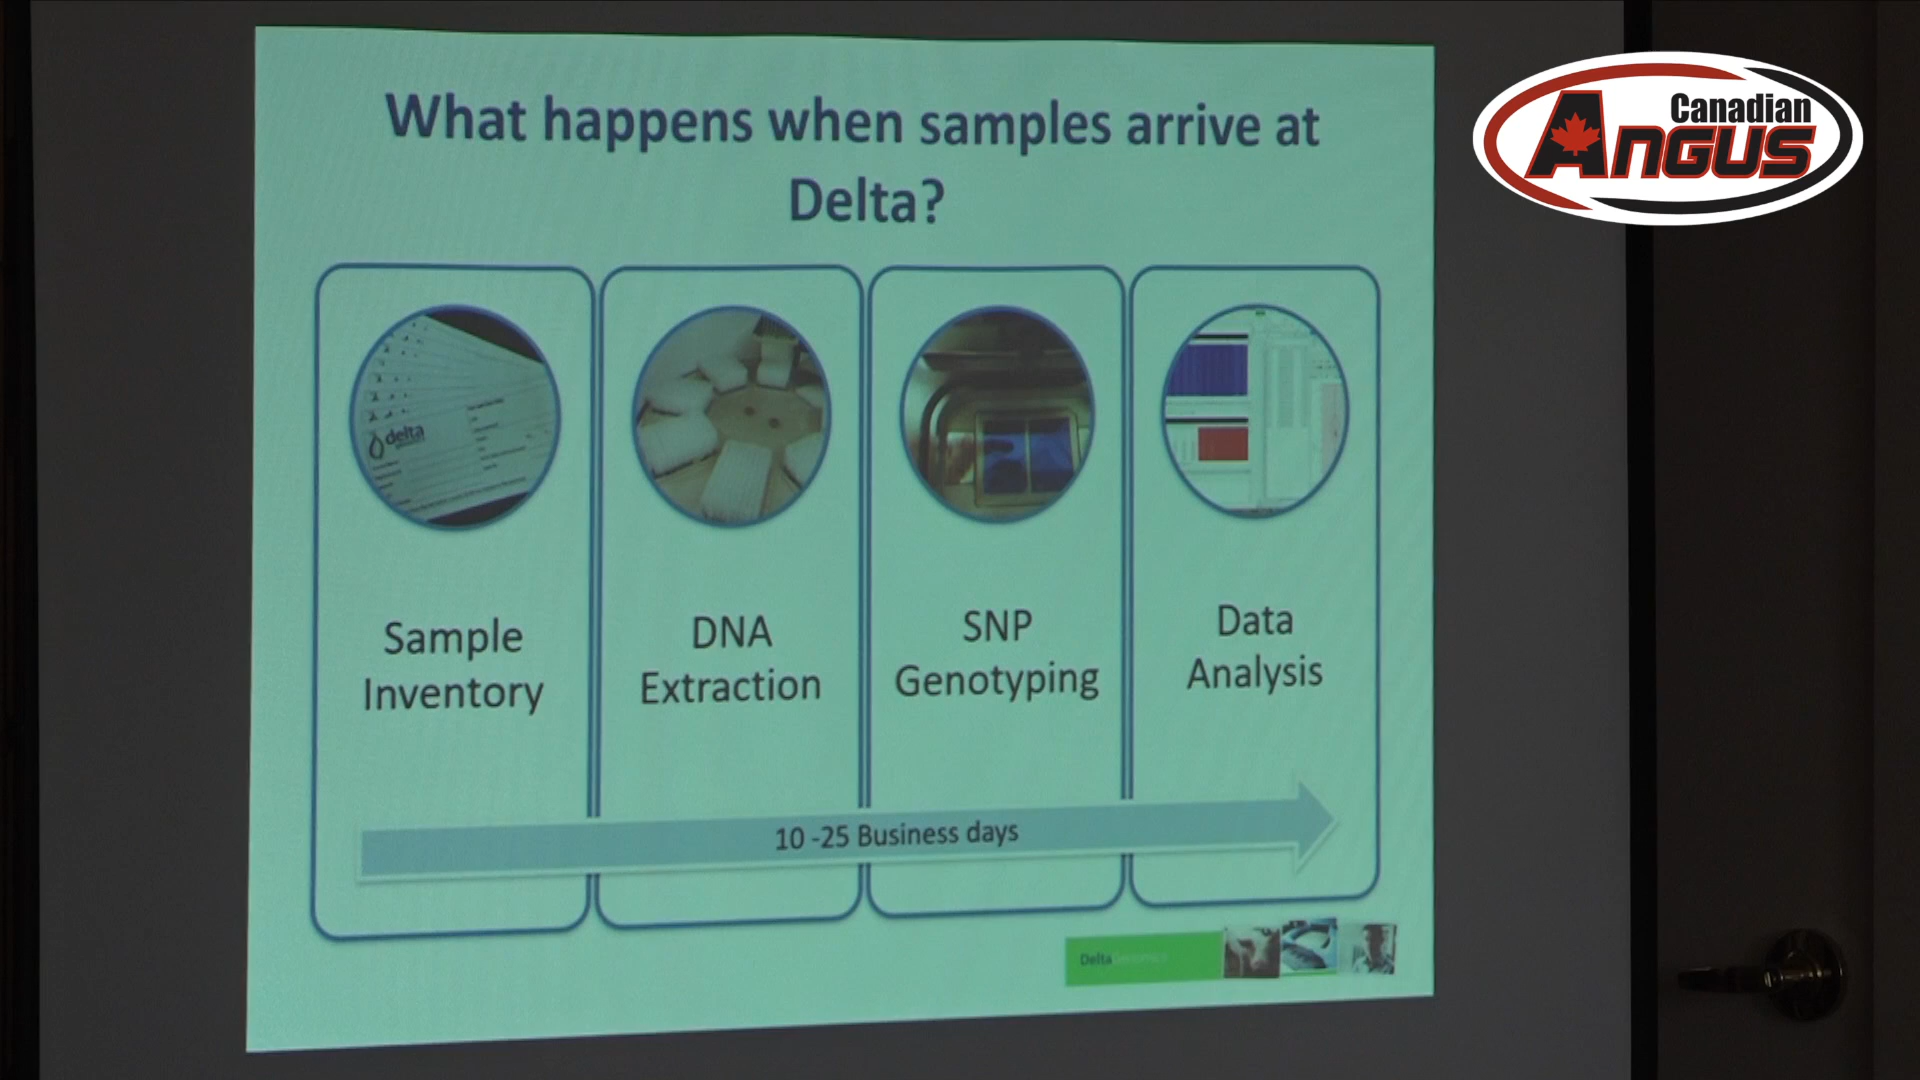 What happens when samples arrive at
Delta?
Canadian
ANGUS
delta
Sample
Inventory
DNA
Extraction
SNP
Genotyping
Data
Analysis
10 -25 Business days
Delta